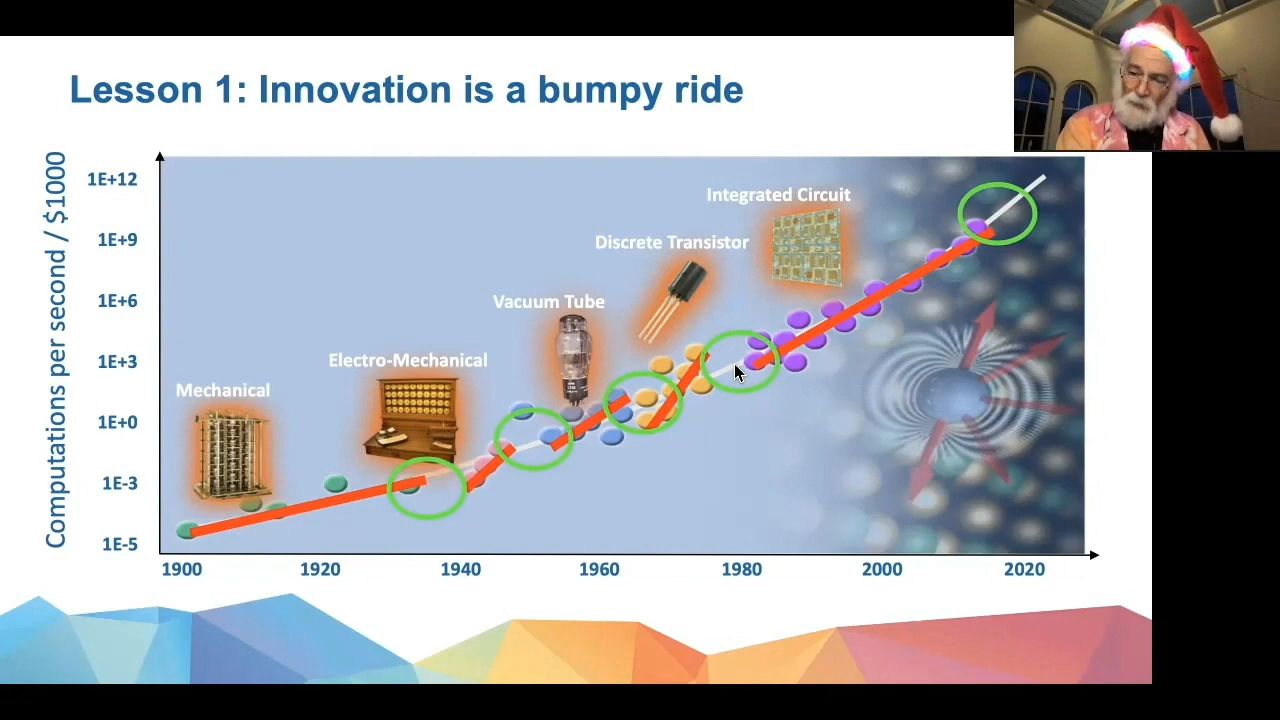 Lesson 1: Innovation is a bumpy ride
Computations per second / $1000
1E+12
1E+9
1E+6
1E+3
1E+0
1E-3
1E-5
Integrated Circuit
Discrete Transistor
Vacuum Tube
Electro-Mechanical
Mechanical
1900
1920
1940
1960
1980
2000
2020